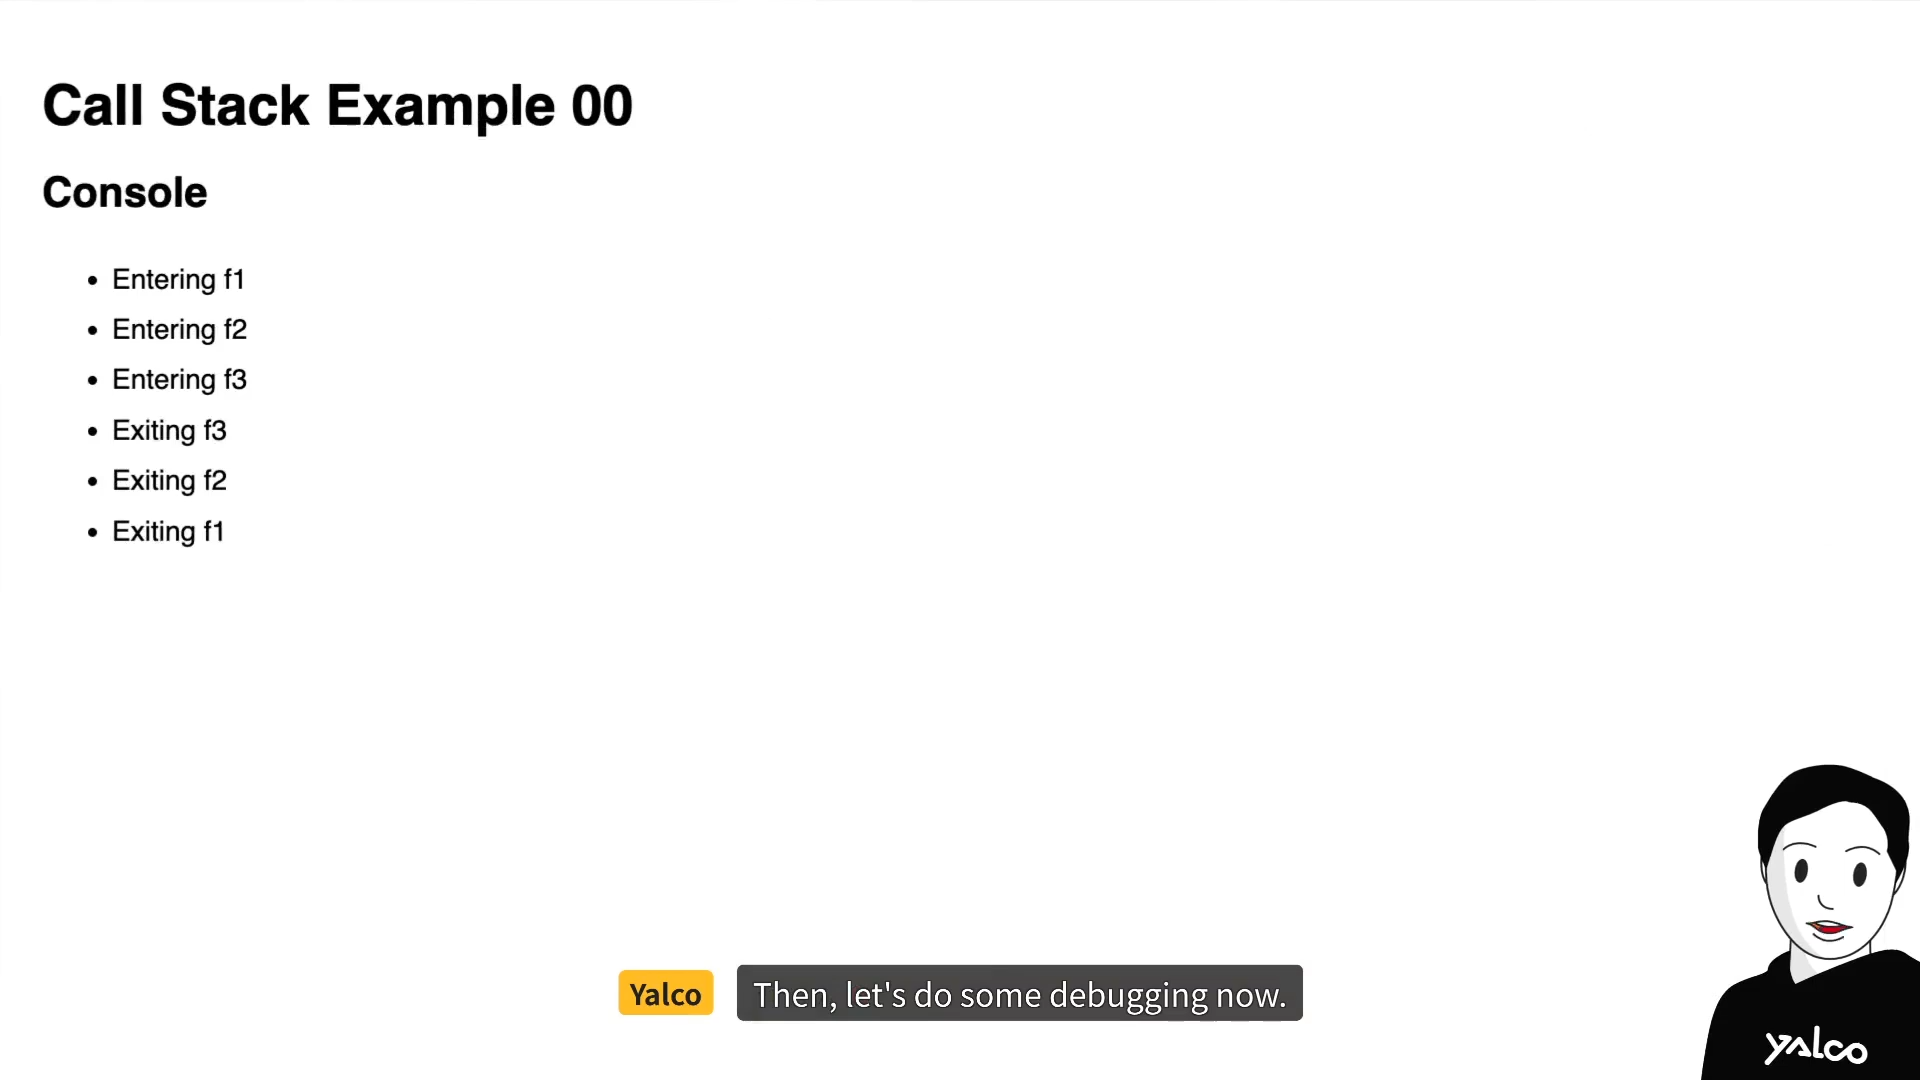 Call Stack Example 00
Console
• Entering f1
• Entering f2
• Entering f3
• Exiting f3
• Exiting f2
• Exiting f1
Yalco Then, let's do some debugging now.
yalco